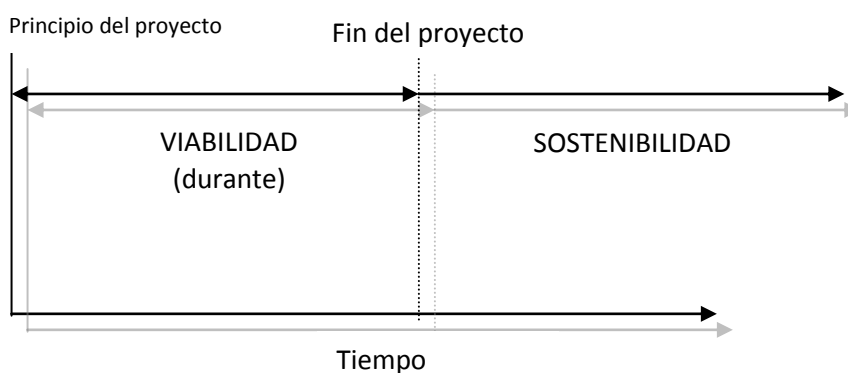 Principio del proyecto
Fin del proyecto
VIABILIDAD
(durante)
SOSTENIBILIDAD
Tiempo